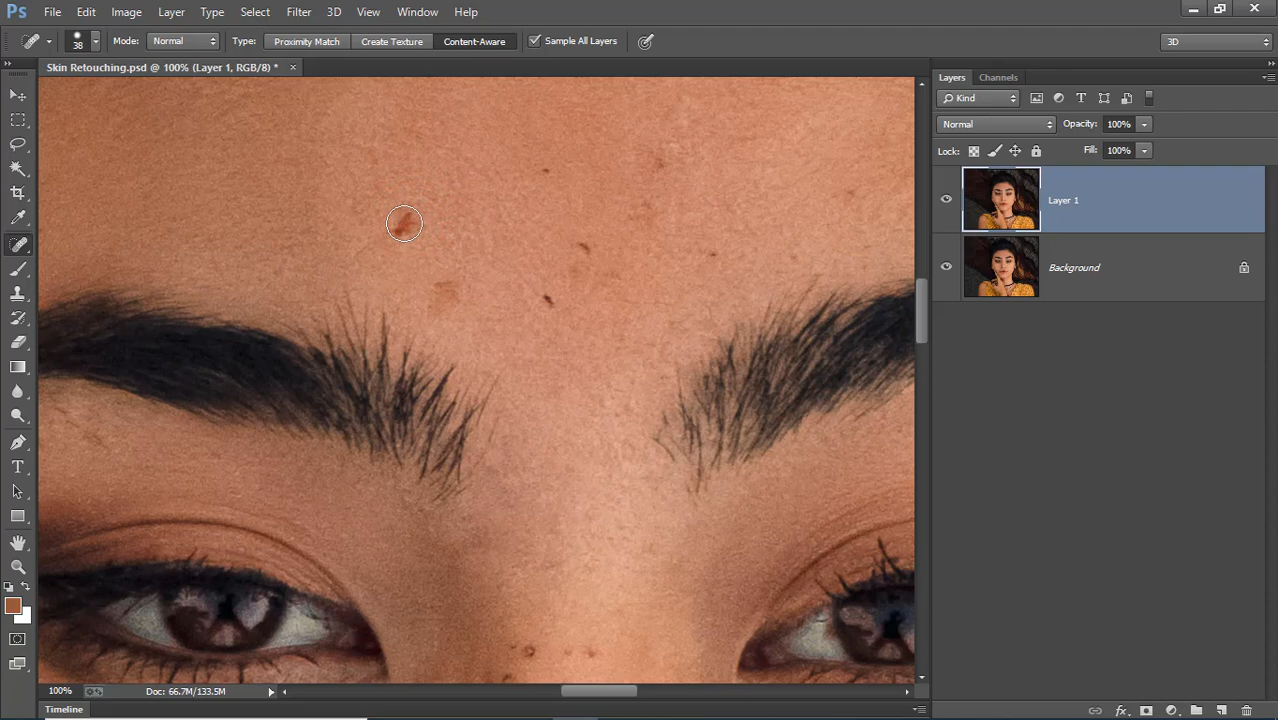 Ps File Edit Image Layer Type Select Filter 3D View Window Help
38 Mode: Normal Type: Proximity Match Create Texture Content-Aware Sample All Layers 3D
Skin Retouching.psd @ 100% (Layer 1, RGB/8) * ×
Layers Channels
Kind
Normal Opacity: 100%
Lock: Fill: 100%
Layer 1
Background
100% Doc: 66.7M/133.5M
Timeline